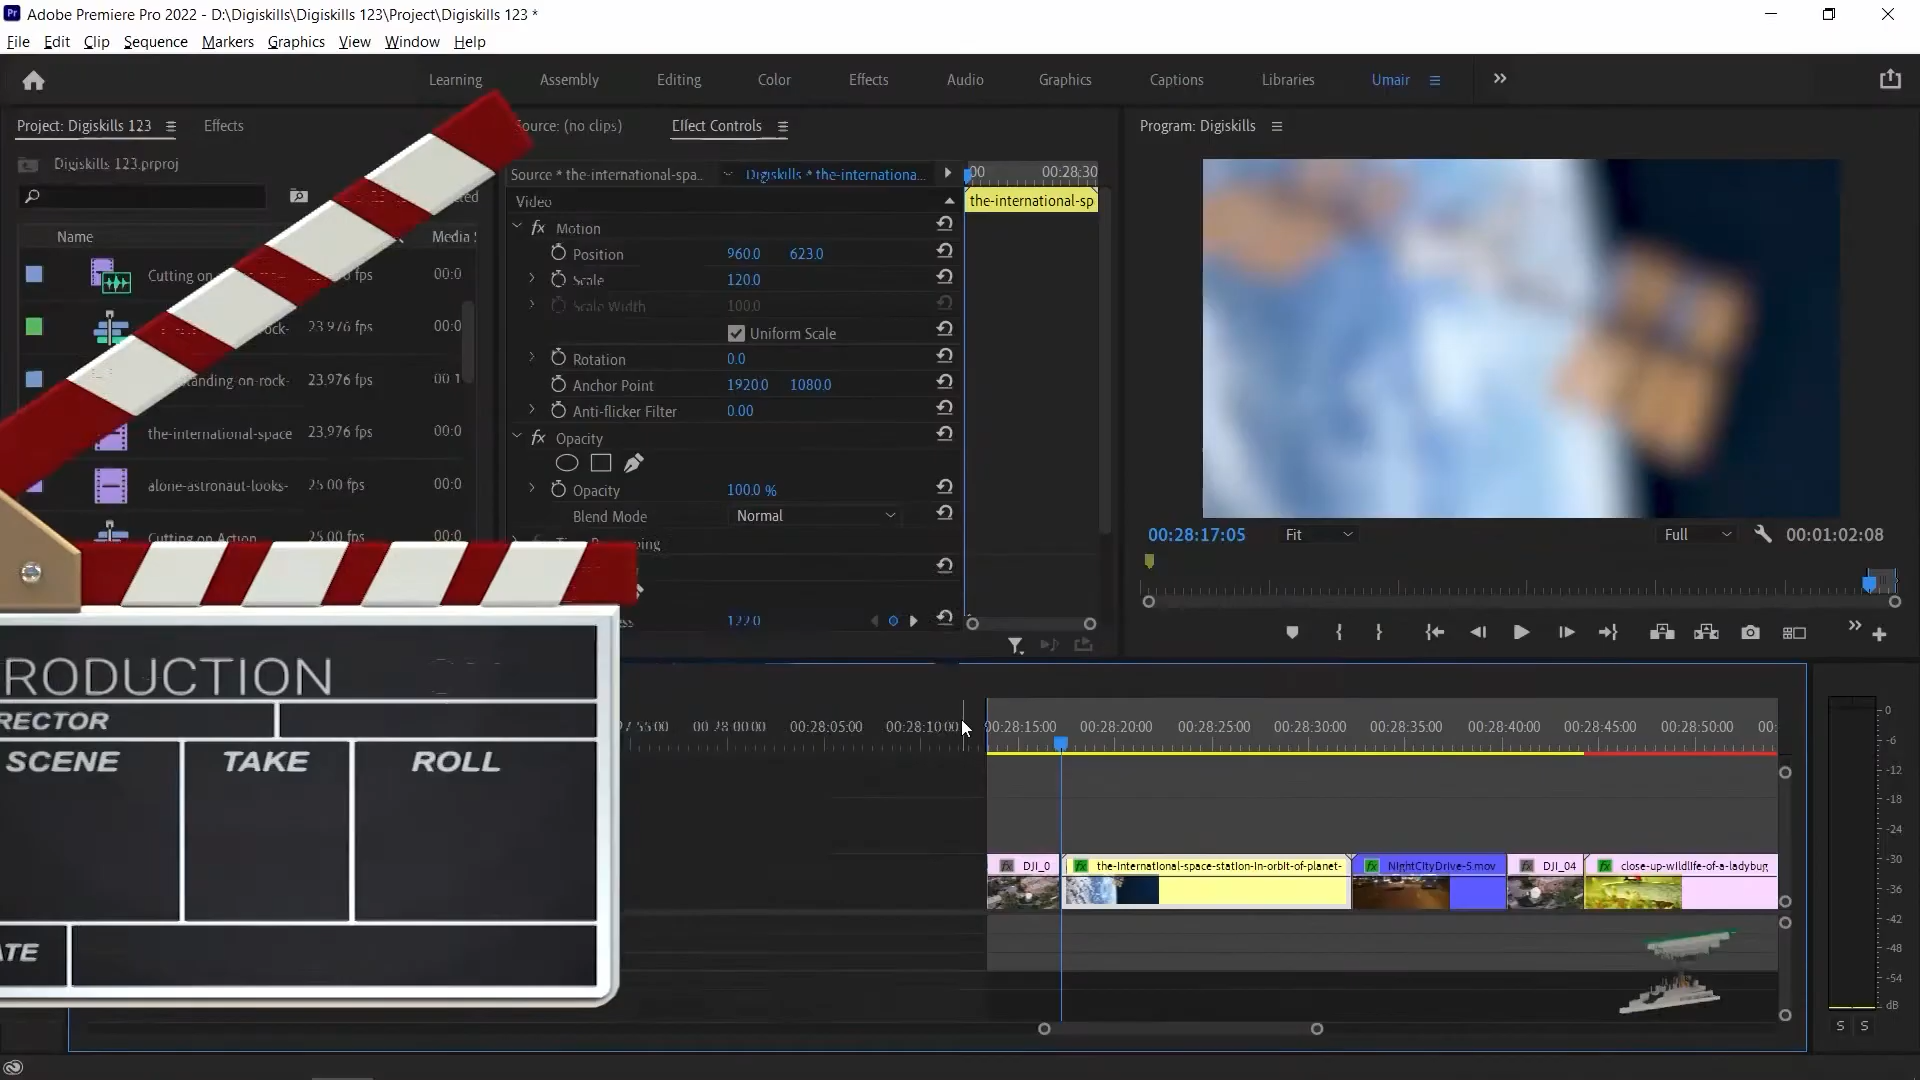 Adobe Premiere Pro 2022 - D:\Digiskills\Digiskills 123\Project\Digiskills 123 *
File Edit Clip Sequence Markers Graphics View Window Help
Learning Assembly Editing Color Effects Audio Graphics Captions Libraries Umair
Project: Digiskills 123 Effects
Source: (no clips) Effect Controls
Program: Digiskills
Digiskills 123.prproj
Source * the-international-spa... Digiskills * the-internationa...
00 00:28:30
the-international-sp
Video
Name Media
Motion
Position 960.0 623.0
Scale 120.0
Scale Width 100.0
Uniform Scale
Rotation 0.0
Anchor Point 1920.0 1080.0
Anti-flicker Filter 0.00
Opacity
Opacity 100.0 %
Blend Mode Normal
122.0
Cutting on fps 00:0
ock- 23.976 fps 00:0
tanding-on-rock- 23.976 fps 00:1
the-international-space 23.976 fps 00:0
alone-astronaut-looks- 25.00 fps 00:0
Cutting on Action 25.00 fps 00:0
00:28:17:05 Fit Full 00:01:02:08
RODUCTION
RECTOR
SCENE TAKE ROLL
ATE
00:28:00:00 00:28:05:00 00:28:10:00 00:28:15:00 00:28:20:00 00:28:25:00 00:28:30:00 00:28:35:00 00:28:40:00 00:28:45:00 00:28:50:00 00:
DJI_0 the-international-space-station-in-orbit-of-planet- NightCityDrive-5.mov DJI_04 close-up-wildlife-of-a-ladybug
0
-6
-12
-18
-24
-30
-36
-42
-48
-54
dB
S S